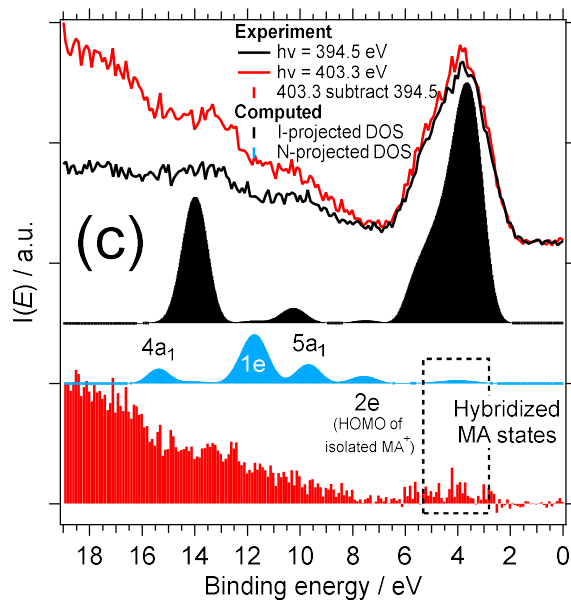 Experiment
hν = 394.5 eV
hν = 403.3 eV
403.3 subtract 394.5
Computed
I-projected DOS
N-projected DOS
(c)
I(E) / a.u.
4a₁
1e
5a₁
2e
(HOMO of
isolated MA⁺)
Hybridized
MA states
18 16 14 12 10 8 6 4 2 0
Binding energy / eV